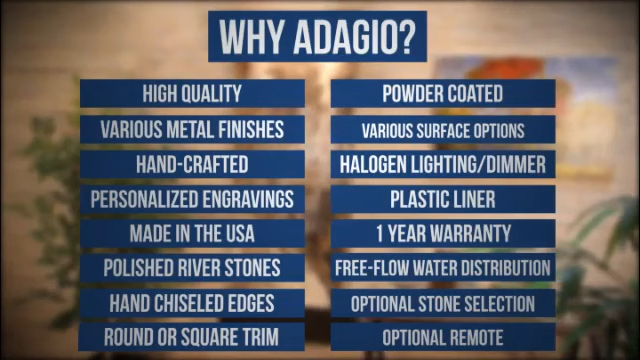 WHY ADAGIO?
HIGH QUALITY
VARIOUS METAL FINISHES
HAND-CRAFTED
PERSONALIZED ENGRAVINGS
MADE IN THE USA
POLISHED RIVER STONES
HAND CHISELED EDGES
ROUND OR SQUARE TRIM
POWDER COATED
VARIOUS SURFACE OPTIONS
HALOGEN LIGHTING/DIMMER
PLASTIC LINER
1 YEAR WARRANTY
FREE-FLOW WATER DISTRIBUTION
OPTIONAL STONE SELECTION
OPTIONAL REMOTE